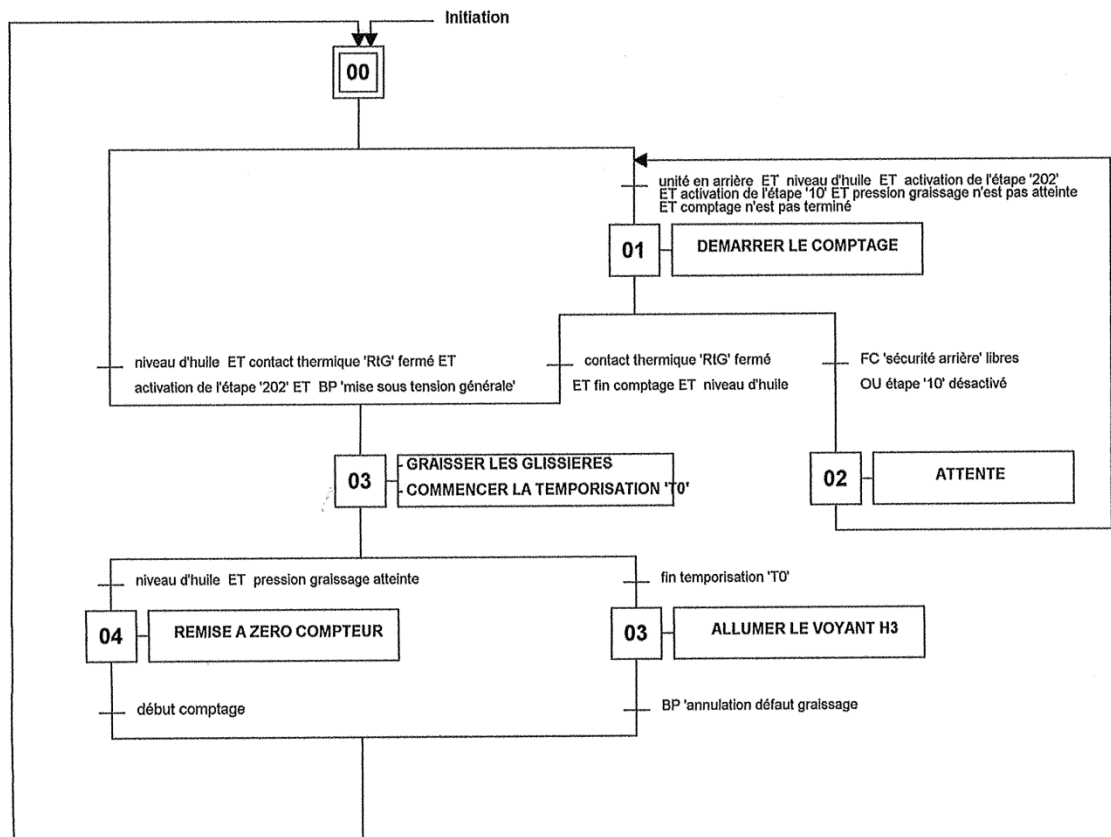 Initiation
00
unité en arrière ET niveau d'huile ET activation de l'étape '202'
ET activation de l'étape '10' ET pression graissage n'est pas atteinte
ET comptage n'est pas terminé
01
DEMARRER LE COMPTAGE
niveau d'huile ET contact thermique 'RtG' fermé ET
activation de l'étape '202' ET BP 'mise sous tension générale'
contact thermique 'RtG' fermé
ET fin comptage ET niveau d'huile
FC 'sécurité arrière' libres
OU étape '10' désactivé
03
- GRAISSER LES GLISSIERES
- COMMENCER LA TEMPORISATION 'T0'
02
ATTENTE
niveau d'huile ET pression graissage atteinte
fin temporisation 'T0'
04
REMISE A ZERO COMPTEUR
03
ALLUMER LE VOYANT H3
début comptage
BP 'annulation défaut graissage